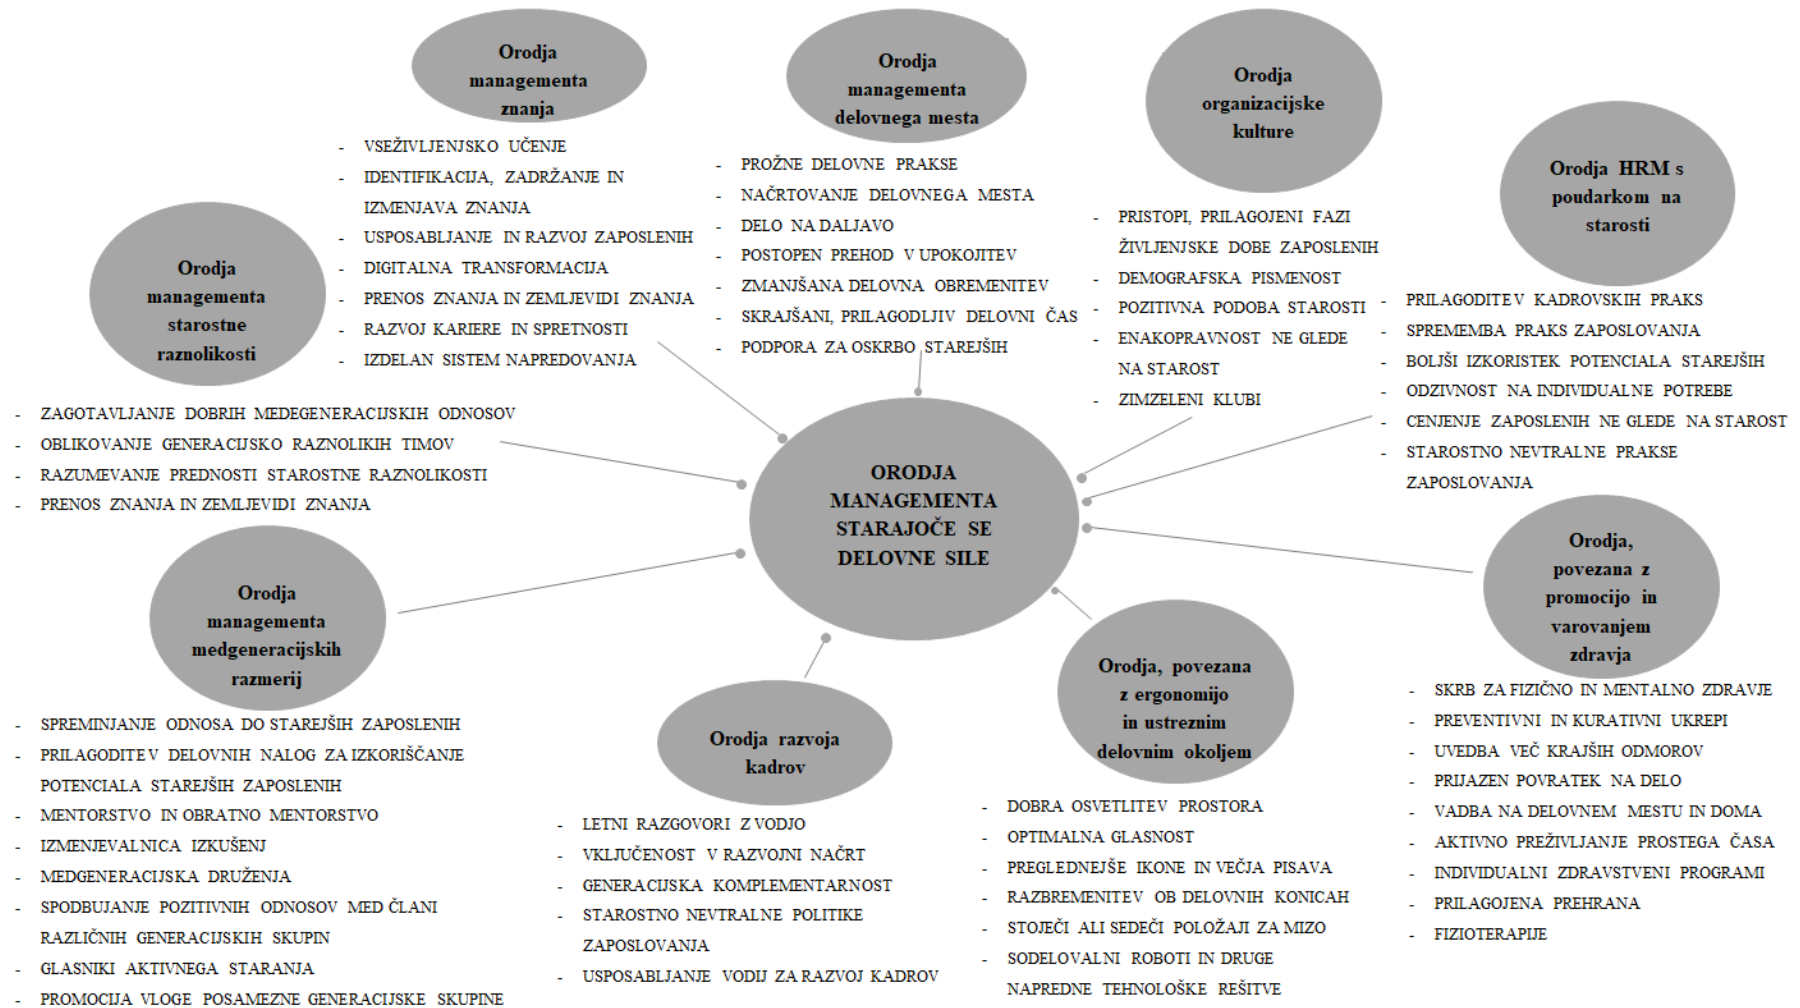 Orodja
managementa
znanja
- VSEŽIVLJENJSKO UČENJE
- IDENTIFIKACIJA, ZADRŽANJE IN
IZMENJAVA ZNANJA
- USPOSABLJANJE IN RAZVOJ ZAPOSLENIH
- DIGITALNA TRANSFORMACIJA
- PRENOS ZNANJA IN ZEMLJEVIDI ZNANJA
- RAZVOJ KARIERE IN SPRETNOSTI
- IZDELAN SISTEM NAPREDOVANJA
Orodja
managementa
delovnega mesta
- PROŽNE DELOVNE PRAKSE
- NAČRTOVANJE DELOVNEGA MESTA
- DELO NA DALJAVO
- POSTOPEN PREHOD V UPOKOJITEV
- ZMANJŠANA DELOVNA OBREMENITEV
- SKRAJŠANI, PRILAGODLJIV DELOVNI ČAS
- PODPORA ZA OSKRBO STAREJŠIH
Orodja
organizacijske
kulture
- PRISTOPI, PRILAGOJENI FAZI
ŽIVLJENJSKE DOBE ZAPOSLENIH
- DEMOGRAFSKA PISMENOST
- POZITIVNA PODOBA STAROSTI
- ENAKOPRAVNOST NE GLEDE
NA STAROST
- ZIMZELENI KLUBI
Orodja HRM s
poudarkom na
starosti
- PRILAGODITEV KADROVSKIH PRAKS
- SPREMEMBA PRAKS ZAPOSLOVANJA
- BOLJŠI IZKORISTEK POTENCIALA STAREJŠIH
- ODZIVNOST NA INDIVIDUALNE POTREBE
- CENJENJE ZAPOSLENIH NE GLEDE NA STAROST
- STAROSTNO NEVTRALNE PRAKSE
ZAPOSLOVANJA
Orodja
managementa
starostne
raznolikosti
- ZAGOTAVLJANJE DOBRIH MEDEGENERACIJSKIH ODNOSOV
- OBLIKOVANJE GENERACIJSKO RAZNOLIKIH TIMOV
- RAZUMEVANJE PREDNOSTI STAROSTNE RAZNOLIKOSTI
- PRENOS ZNANJA IN ZEMLJEVIDI ZNANJA
ORODJA
MANAGEMENTA
STARAJOČE SE
DELOVNE SILE
Orodja
managementa
medgeneracijskih
razmerij
- SPREMINJANJE ODNOSA DO STAREJŠIH ZAPOSLENIH
- PRILAGODITEV DELOVNIH NALOG ZA IZKORIŠČANJE
POTENCIALA STAREJŠIH ZAPOSLENIH
- MENTORSTVO IN OBRATNO MENTORSTVO
- IZMENJEVALNICA IZKUŠENJ
- MEDGENERACIJSKA DRUŽENJA
- SPODBUJANJE POZITIVNIH ODNOSOV MED ČLANI
RAZLIČNIH GENERACIJSKIH SKUPIN
- GLASNIKI AKTIVNEGA STARANJA
- PROMOCIJA VLOGE POSAMEZNE GENERACIJSKE SKUPINE
Orodja razvoja
kadrov
- LETNI RAZGOVORI Z VODJO
- VKLJUČENOST V RAZVOJNI NAČRT
- GENERACIJSKA KOMPLEMENTARNOST
- STAROSTNO NEVTRALNE POLITIKE
ZAPOSLOVANJA
- USPOSABLJANJE VODIJ ZA RAZVOJ KADROV
Orodja, povezana
z ergonomijo
in ustreznim
delovnim okoljem
- DOBRA OSVETLITEV PROSTORA
- OPTIMALNA GLASNOST
- PREGLEDNEJŠE IKONE IN VEČJA PISAVA
- RAZBREMENITEV OB DELOVNIH KONICAH
- STOJEČI ALI SEDEČI POLOŽAJI ZA MIZO
- SODELOVALNI ROBOTI IN DRUGE
NAPREDNE TEHNOLOŠKE REŠITVE
Orodja,
povezana z
promocijo in
varovanjem
zdravja
- SKRB ZA FIZIČNO IN MENTALNO ZDRAVJE
- PREVENTIVNI IN KURATIVNI UKREPI
- UVEDBA VEČ KRAJŠIH ODMOROV
- PRIJAZEN POVRATEK NA DELO
- VADBA NA DELOVNEM MESTU IN DOMA
- AKTIVNO PREŽIVLJANJE PROSTEGA ČASA
- INDIVIDUALNI ZDRAVSTVENI PROGRAMI
- PRILAGOJENA PREHRANA
- FIZIOTERAPIJE